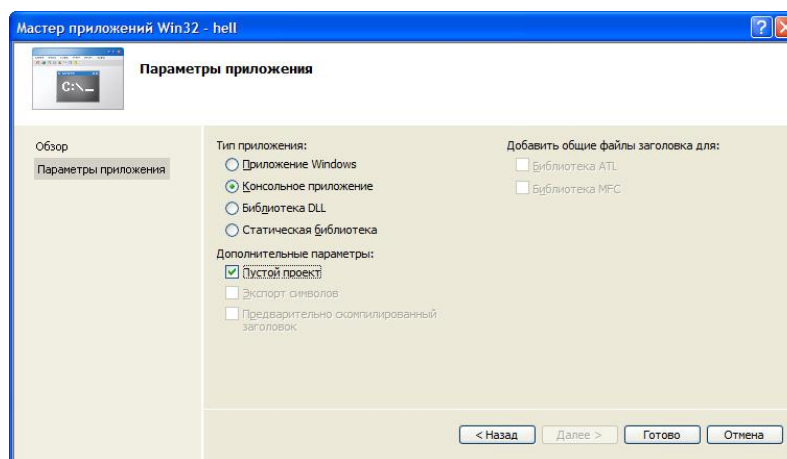 Мастер приложений Win32 - hell
C:\_
Параметры приложения
Обзор
Параметры приложения
Тип приложения:
Приложение Windows
Консольное приложение
Библиотека DLL
Статическая библиотека
Дополнительные параметры:
Пустой проект
Экспорт символов
Предварительно скомпилированный
заголовок
Добавить общие файлы заголовка для:
Библиотека ATL
Библиотека MFC
< Назад
Далее >
Готово
Отмена